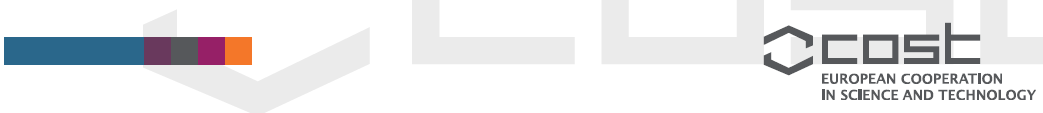 cost
EUROPEAN COOPERATION
IN SCIENCE AND TECHNOLOGY